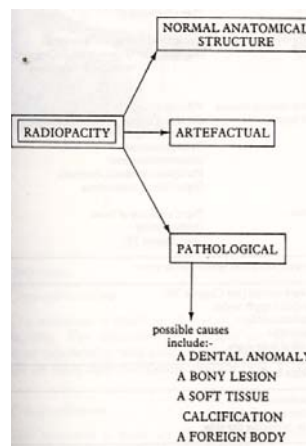 NORMAL ANATOMICAL
STRUCTURE
RADIOPACITY
ARTEFACTUAL
PATHOLOGICAL
possible causes
include:-
A DENTAL ANOMALY
A BONY LESION
A SOFT TISSUE
CALCIFICATION
A FOREIGN BODY